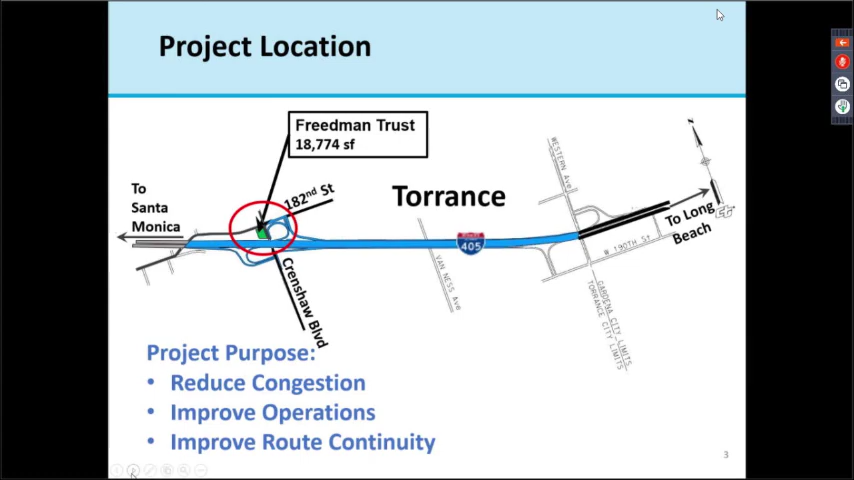 Project Location
Freedman Trust
18,774 sf
To
Santa
Monica
182nd St
Torrance
WESTERN Ave
N
To Long
Beach
405
W 190TH ST
VAN NESS Ave
Crenshaw Blvd
GARDENA CITY LIMITS
TORRANCE CITY LIMITS
Project Purpose:
• Reduce Congestion
• Improve Operations
• Improve Route Continuity
3